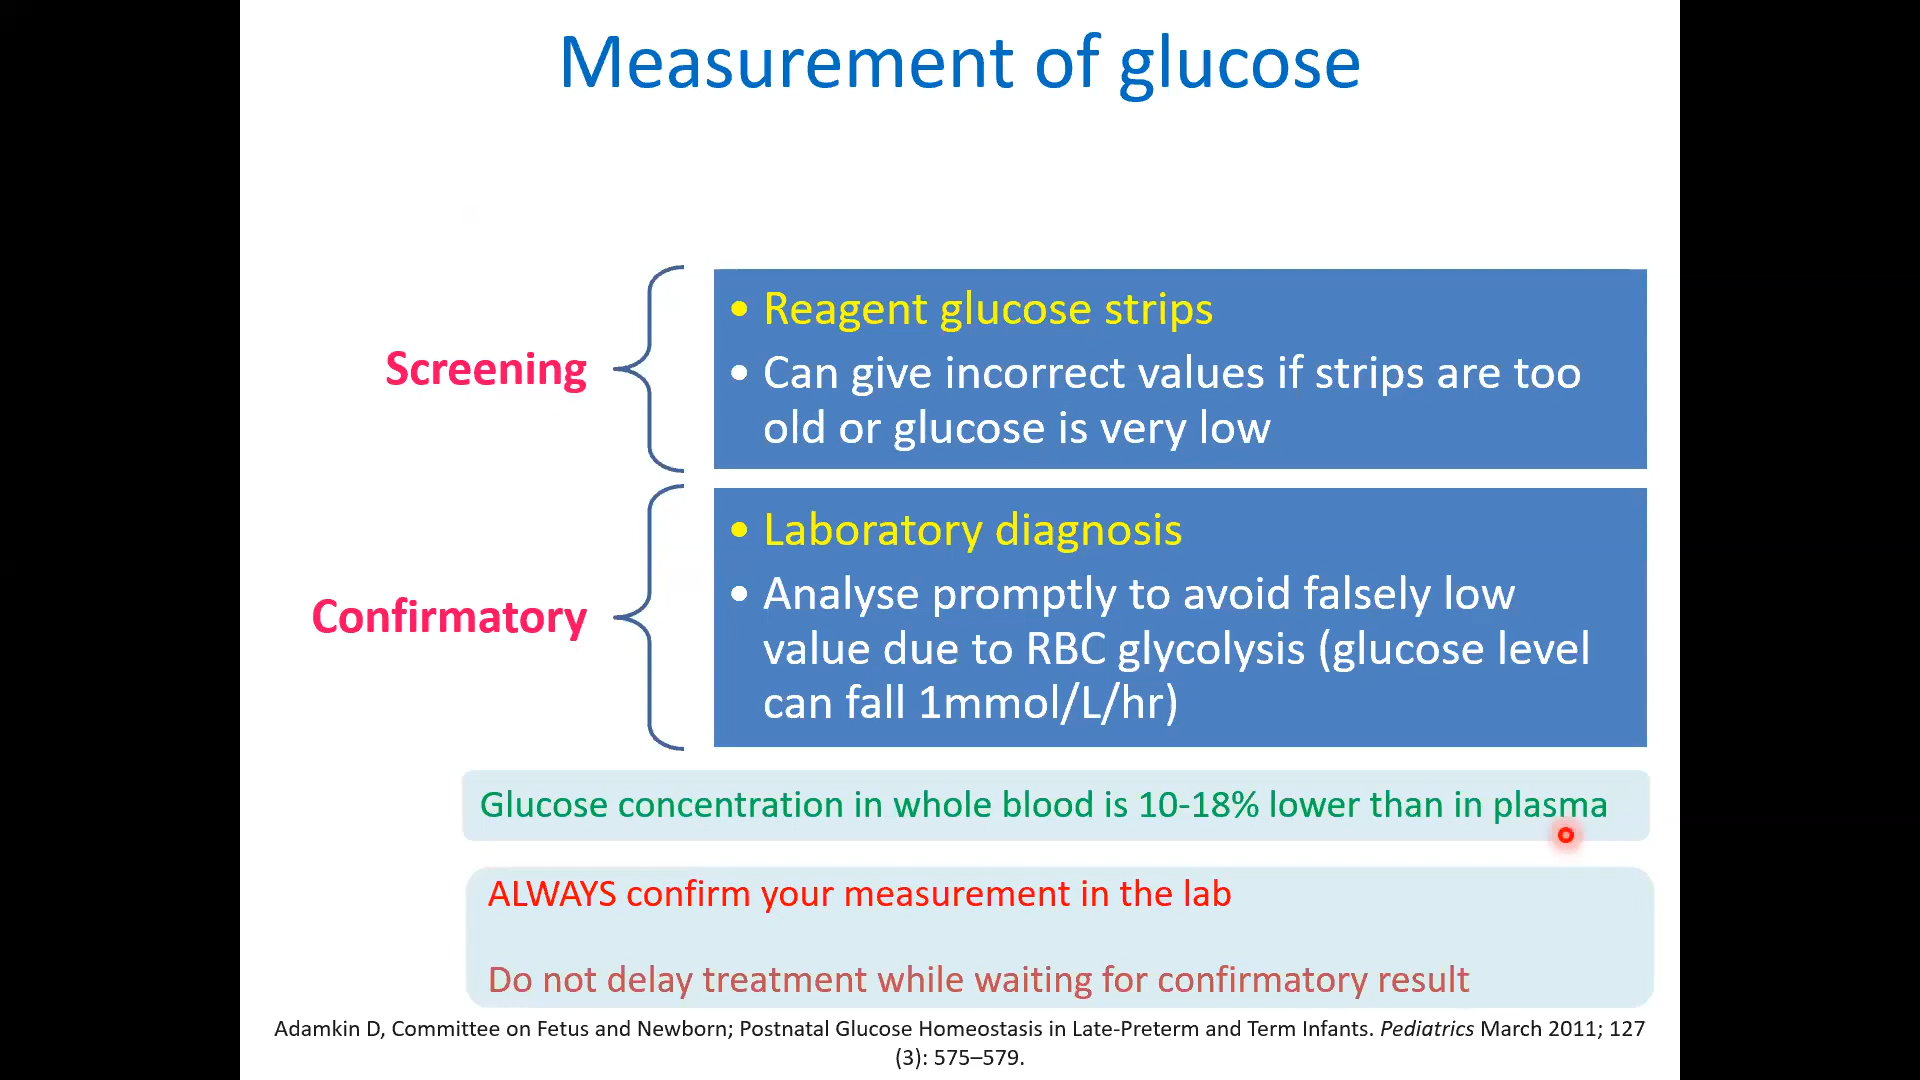 Measurement of glucose
Screening
• Reagent glucose strips
• Can give incorrect values if strips are too
old or glucose is very low
Confirmatory
• Laboratory diagnosis
• Analyse promptly to avoid falsely low
value due to RBC glycolysis (glucose level
can fall 1mmol/L/hr)
Glucose concentration in whole blood is 10-18% lower than in plasma
ALWAYS confirm your measurement in the lab
Do not delay treatment while waiting for confirmatory result
Adamkin D, Committee on Fetus and Newborn; Postnatal Glucose Homeostasis in Late-Preterm and Term Infants. Pediatrics March 2011; 127
(3): 575–579.